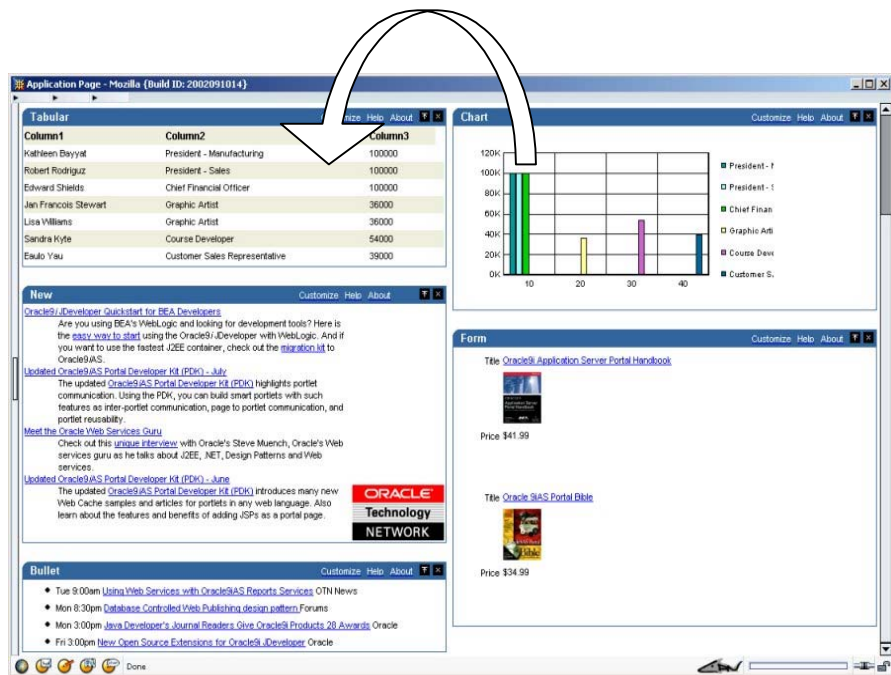 Application Page - Mozilla {Build ID: 2002091014}
Tabular Customize Help About
Column1 Column2 Column3
Kathleen Bayyat President - Manufacturing 100000
Robert Rodriguz President - Sales 100000
Edward Shields Chief Financial Officer 100000
Jan Francois Stewart Graphic Artist 36000
Lisa Williams Graphic Artist 36000
Sandra Kyte Course Developer 54000
Eaulo Yau Customer Sales Representative 39000
New Customize Help About
Oracle9i JDeveloper Quickstart for BEA Developers
Are you using BEA's WebLogic and looking for development tools? Here is
the easy way to start using the Oracle9i JDeveloper with WebLogic. And if
you want to use the fastest J2EE container, check out the migration kit to
Oracle9iAS.
Updated Oracle9iAS Portal Developer Kit (PDK) - July
The updated Oracle9iAS Portal Developer Kit (PDK) highlights portlet
communication. Using the PDK, you can build smart portlets with such
features as inter-portlet communication, page to portlet communication, and
portlet reusability.
Meet the Oracle Web Services Guru
Check out this unique interview with Oracle's Steve Muench, Oracle's Web
services guru as he talks about J2EE, .NET, Design Patterns and Web
services.
Updated Oracle9iAS Portal Developer Kit (PDK) - June
The updated Oracle9iAS Portal Developer Kit (PDK) introduces many new
Web Cache samples and articles for portlets in any web language. Also
learn about the features and benefits of adding JSPs as a portal page.
ORACLE
Technology
NETWORK
Bullet Customize Help About
Tue 9:00am Using Web Services with Oracle9iAS Reports Services OTN News
Mon 8:30pm Database Controlled Web Publishing design pattern Forums
Mon 3:00pm Java Developer's Journal Readers Give Oracle9i Products 28 Awards Oracle
Fri 3:00pm New Open Source Extensions for Oracle9i JDeveloper Oracle
Chart Customize Help About
120K
100K
80K
60K
40K
20K
0K
10 20 30 40
President - M
President - S
Chief Finan
Graphic Arti
Course Deve
Customer S
Form Customize Help About
Title Oracle9i Application Server Portal Handbook
Price $41.99
Title Oracle 9iAS Portal Bible
Bible
Price $34.99
Done